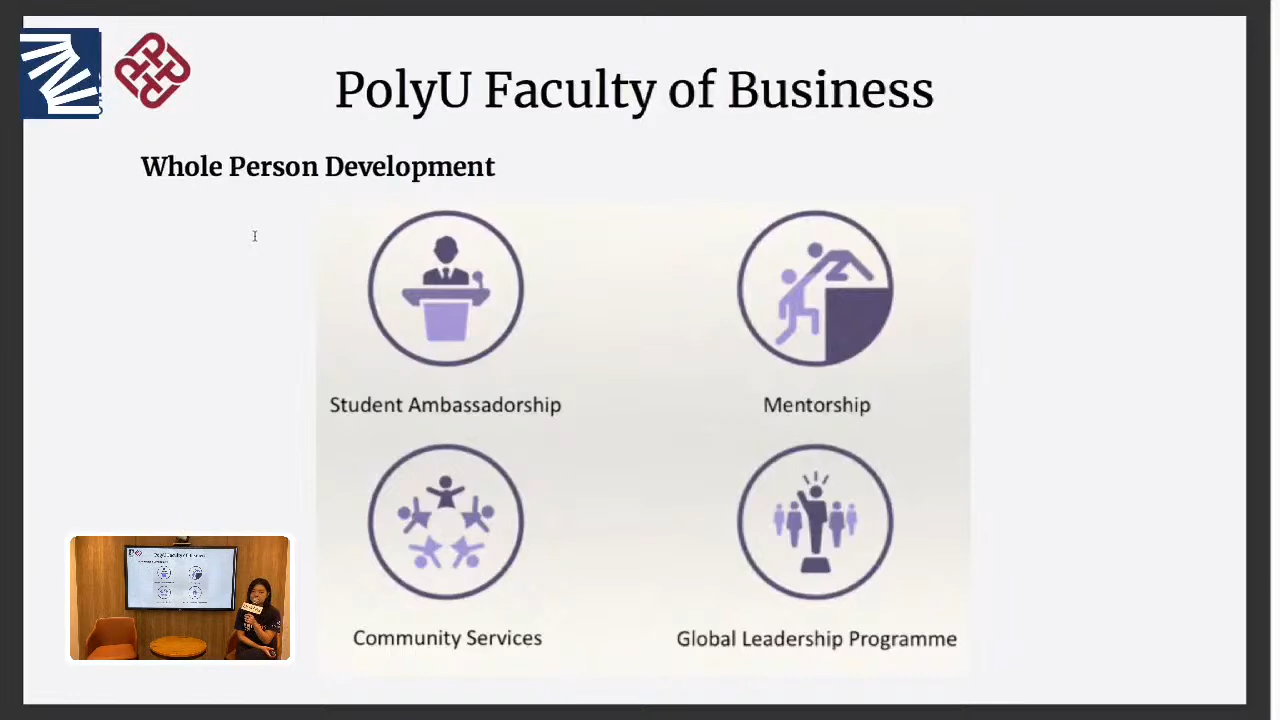 PolyU Faculty of Business
Whole Person Development
Student Ambassadorship
Mentorship
Community Services
Global Leadership Programme